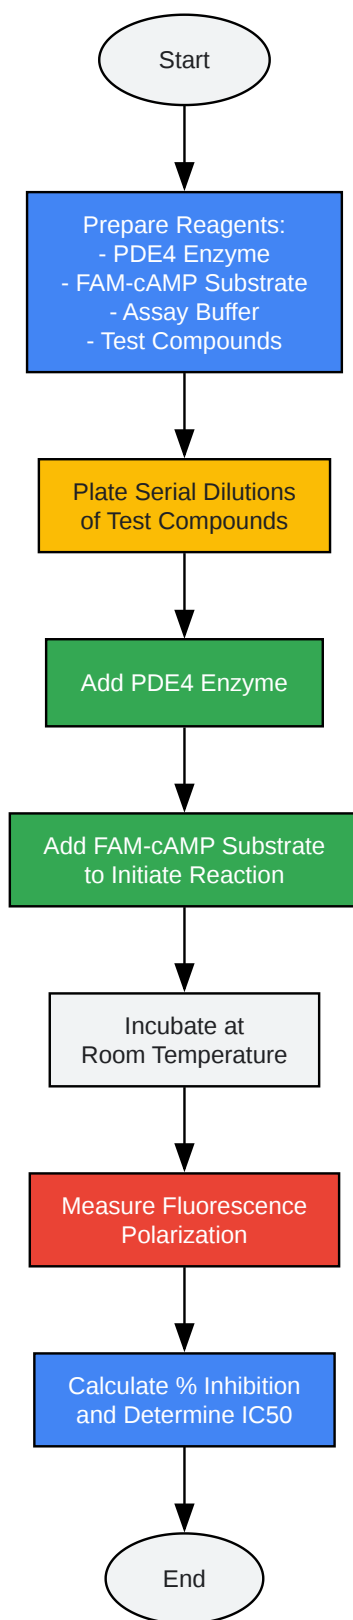 Start
Prepare Reagents:
- PDE4 Enzyme
- FAM-cAMP Substrate
- Assay Buffer
- Test Compounds
Plate Serial Dilutions
of Test Compounds
Add PDE4 Enzyme
Add FAM-cAMP Substrate
to Initiate Reaction
Incubate at
Room Temperature
Measure Fluorescence
Polarization
Calculate % Inhibition
and Determine IC50
End